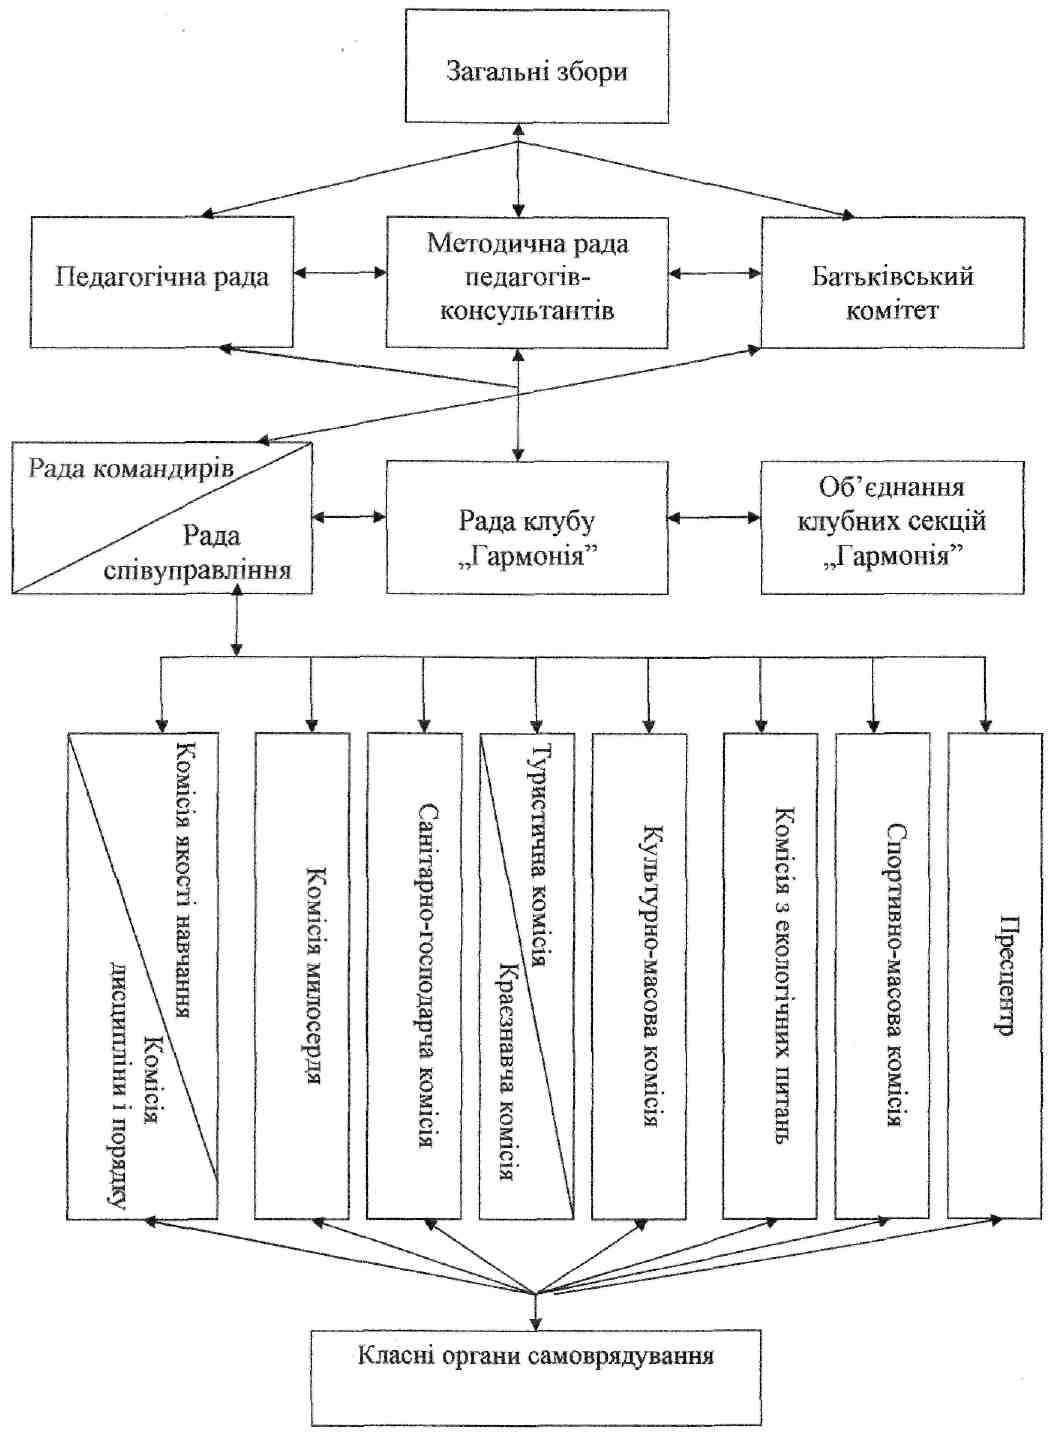 Загальні збори
Педагогічна рада
Методична рада
педагогів-
консультантів
Батьківський
комітет
Рада командирів
Рада
співуправління
Рада клубу
„Гармонія”
Об’єднання
клубних секцій
„Гармонія”
Комісія якості навчання
Комісія
дисципліни і порядку
Комісія милосердя
Санітарно-господарча комісія
Туристична комісія
Краєзнавча комісія
Культурно-масова комісія
Комісія з екологічних питань
Спортивно-масова комісія
Пресцентр
Класні органи самоврядування